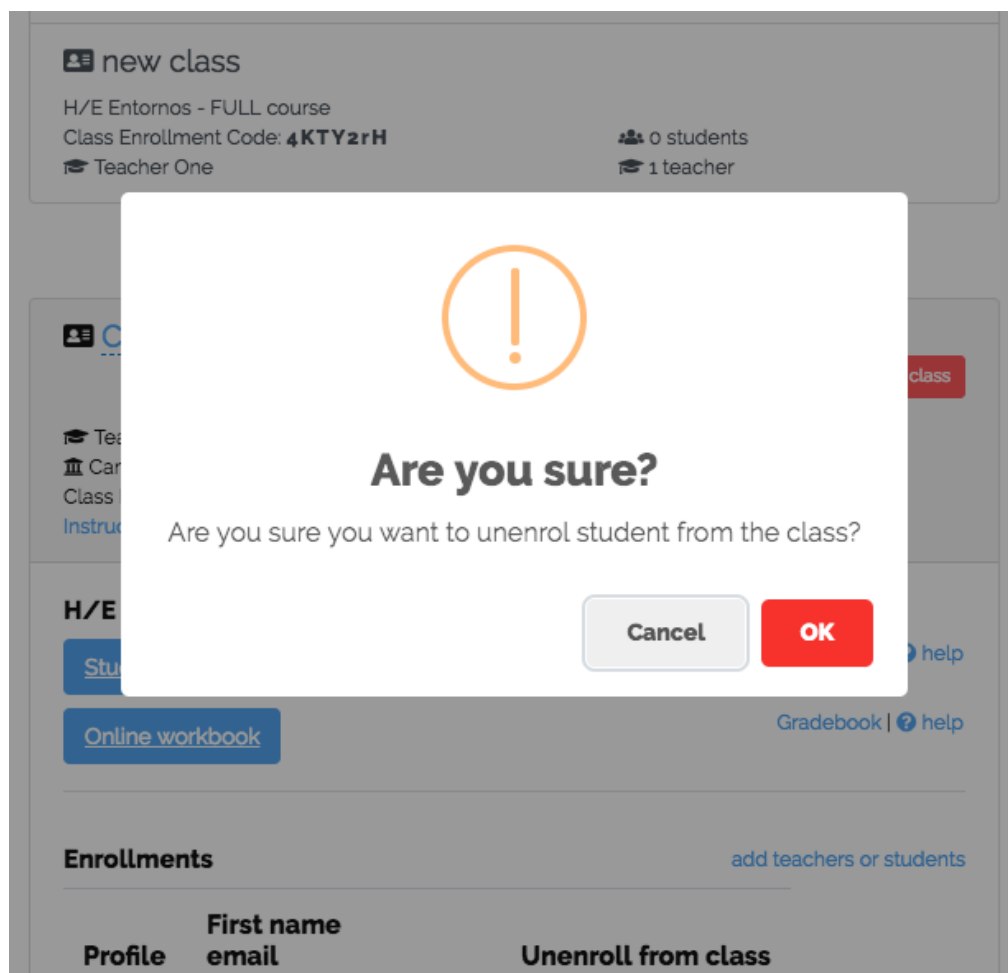 new class
H/E Entornos - FULL course
Class Enrollment Code: 4KTY2rH
0 students
Teacher One
1 teacher
class
Are you sure?
Are you sure you want to unenrol student from the class?
Class
H/E
Cancel
OK
help
Online workbook
Gradebook | help
Enrollments
add teachers or students
First name
Profile email Unenroll from class